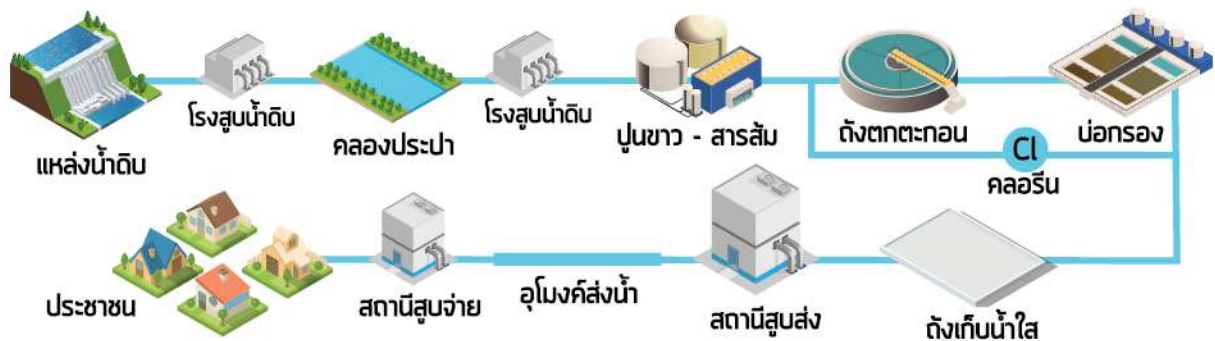 แหล่งน้ำดิบ
โรงสูบน้ำดิบ
คลองประปา
โรงสูบน้ำดิบ
ปูนขาว - สารส้ม
ถังตกตะกอน
บ่อกรอง
Cl
คลอรีน
ประชาชน
สถานีสูบจ่าย
อุโมงค์ส่งน้ำ
สถานีสูบส่ง
ถังเก็บน้ำใส